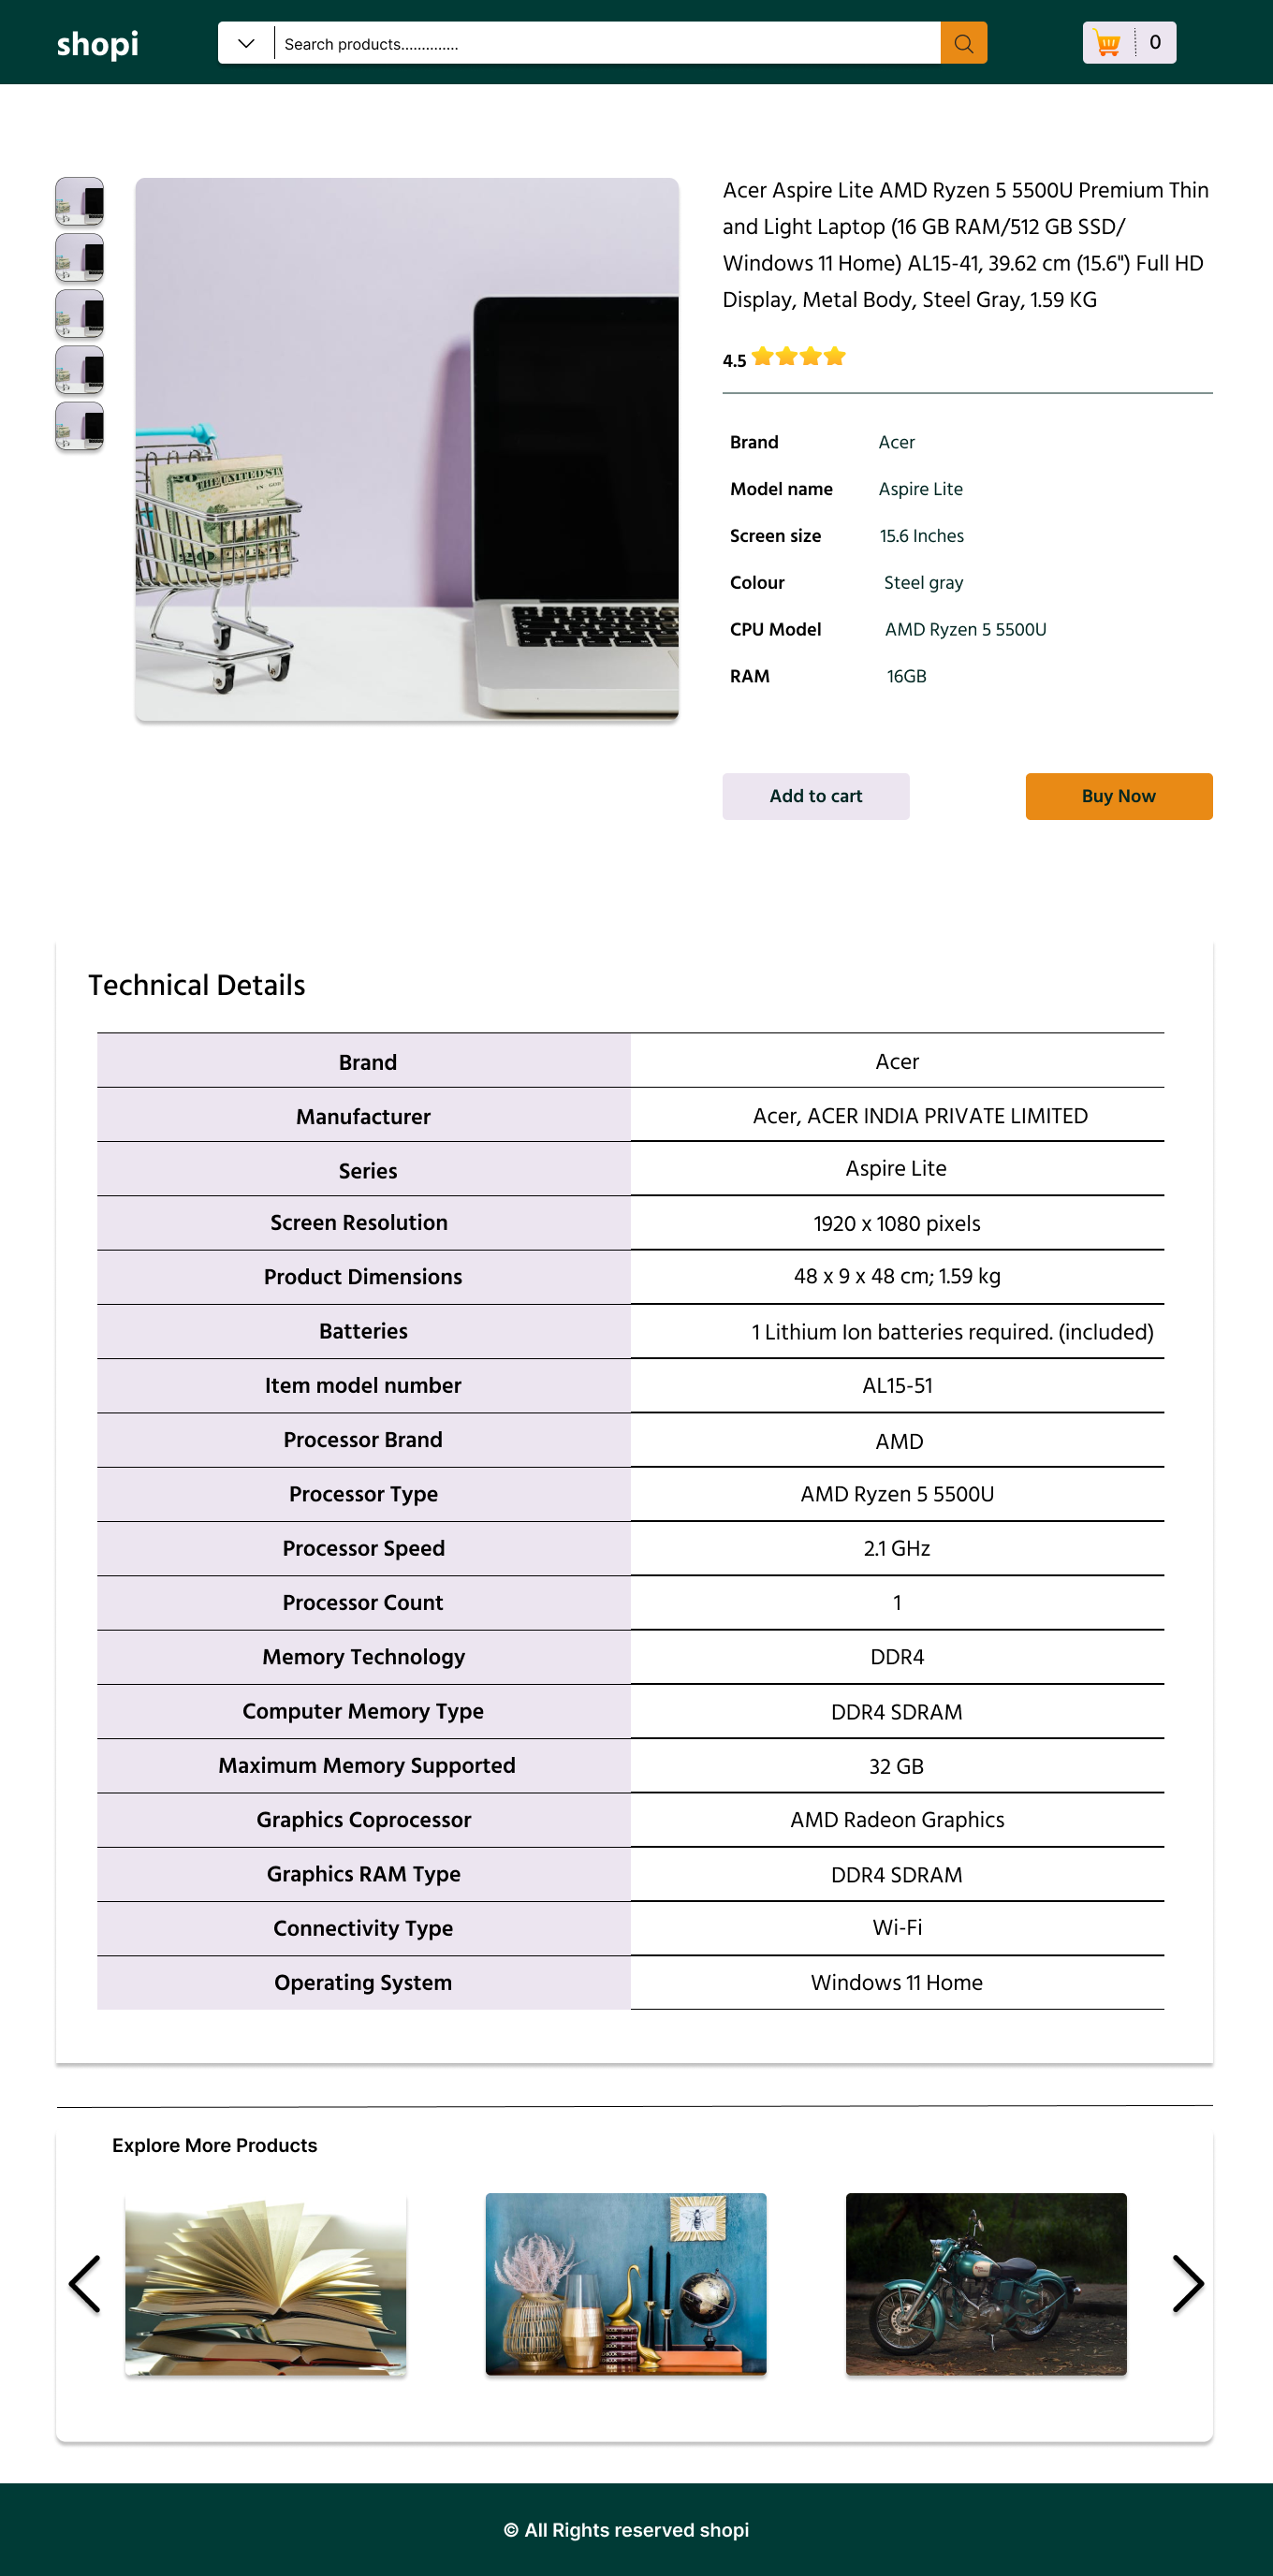 shopi
Search products..............
0
Acer Aspire Lite AMD Ryzen 5 5500U Premium Thin
and Light Laptop (16 GB RAM/512 GB SSD/
Windows 11 Home) AL15-41, 39.62 cm (15.6") Full HD
Display, Metal Body, Steel Gray, 1.59 KG
4.5
Brand Acer
Model name Aspire Lite
Screen size 15.6 Inches
Colour Steel gray
CPU Model AMD Ryzen 5 5500U
RAM 16GB
20 THE UNITED STA
20
Add to cart Buy Now
Technical Details
Brand Acer
Manufacturer Acer, ACER INDIA PRIVATE LIMITED
Series Aspire Lite
Screen Resolution 1920 x 1080 pixels
Product Dimensions 48 x 9 x 48 cm; 1.59 kg
Batteries 1 Lithium Ion batteries required. (included)
Item model number AL15-51
Processor Brand AMD
Processor Type AMD Ryzen 5 5500U
Processor Speed 2.1 GHz
Processor Count 1
Memory Technology DDR4
Computer Memory Type DDR4 SDRAM
Maximum Memory Supported 32 GB
Graphics Coprocessor AMD Radeon Graphics
Graphics RAM Type DDR4 SDRAM
Connectivity Type Wi-Fi
Operating System Windows 11 Home
Explore More Products
© All Rights reserved shopi